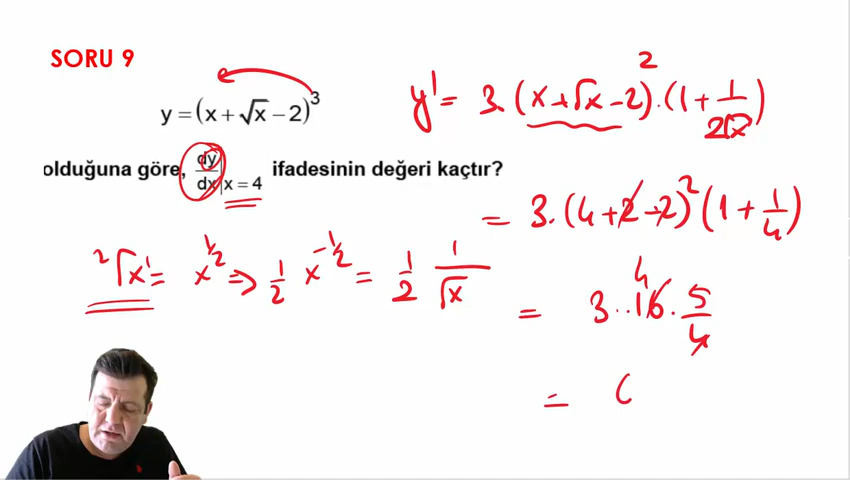 SORU 9
y = (x + √x − 2)³
olduğuna göre, dy/dx | x = 4 ifadesinin değeri kaçtır?
y' = 3.(x+√x−2)².(1+1/2√x)
= 3.(4+2−2)²(1+1/4)
²√x¹ = x^1/2 ⇒ 1/2 x^−1/2 = 1/2 1/√x
4
= 3..16.5/4
=